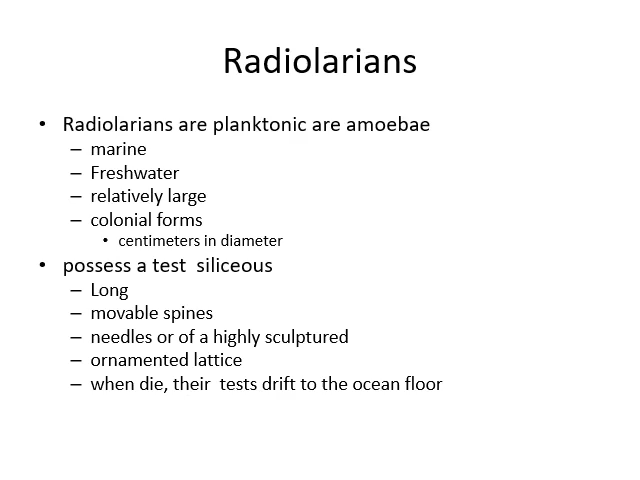 Radiolarians
• Radiolarians are planktonic are amoebae
– marine
– Freshwater
– relatively large
– colonial forms
• centimeters in diameter
• possess a test  siliceous
– Long
– movable spines
– needles or of a highly sculptured
– ornamented lattice
– when die, their  tests drift to the ocean floor